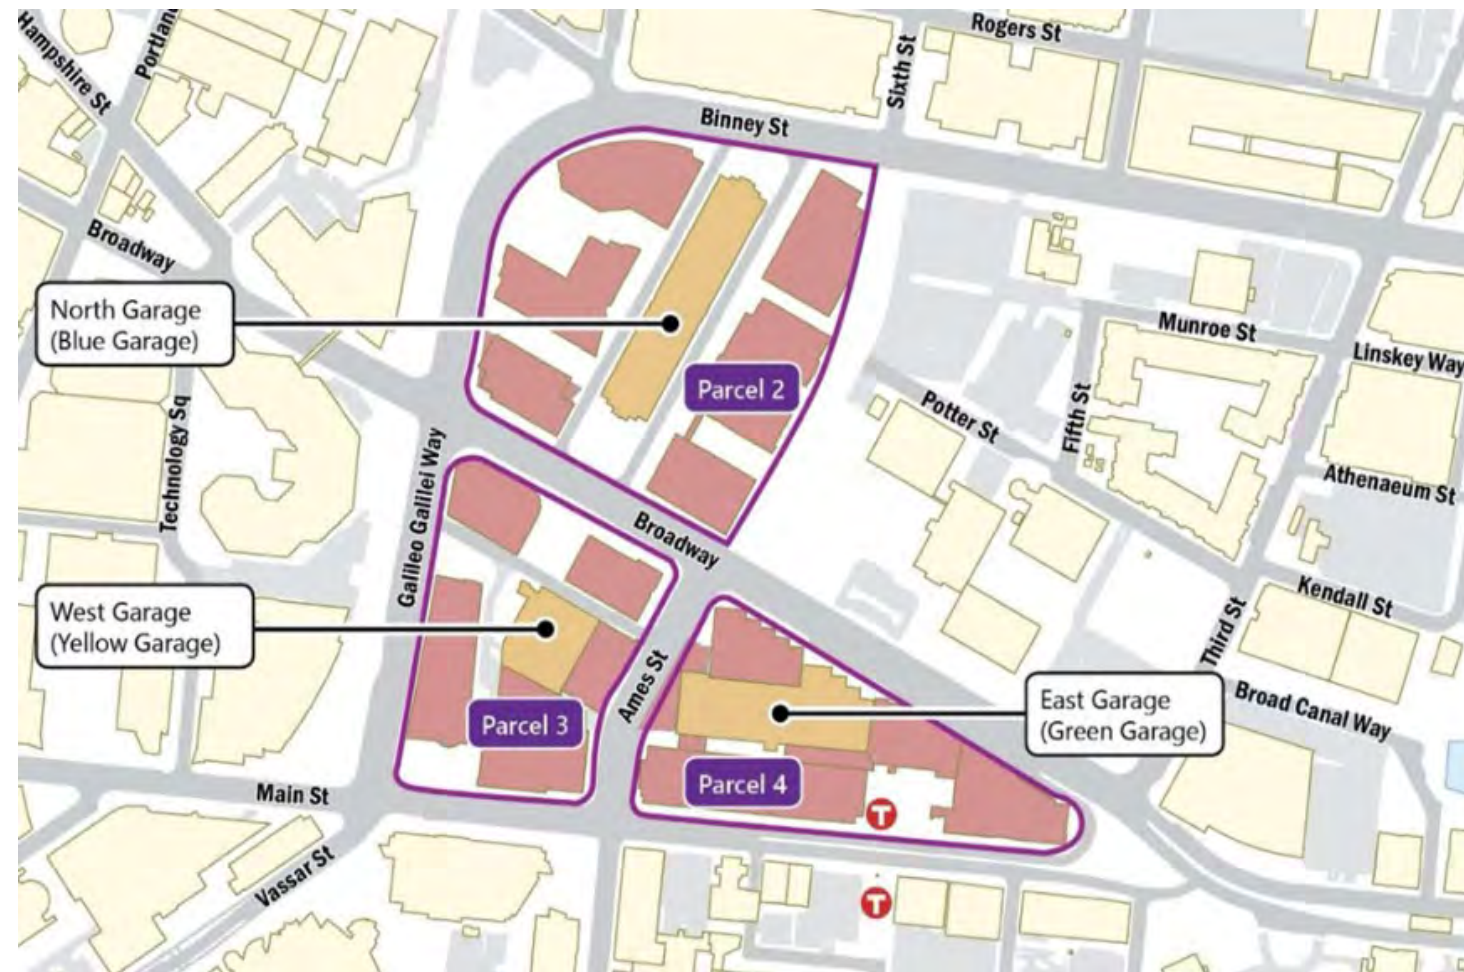 Hampshire St
Portlan
Rogers St
Sixth St
Binney St
Broadway
North Garage
(Blue Garage)
Parcel 2
Munroe St
Linskey Way
Potter St
Fifth St
Technology Sq
Galileo Galilei Way
Athenaeum St
Broadway
Kendall St
West Garage
(Yellow Garage)
Third St
Ames St
Parcel 3
East Garage
(Green Garage)
Broad Canal Way
Parcel 4
Main St
T
Vassar St
T